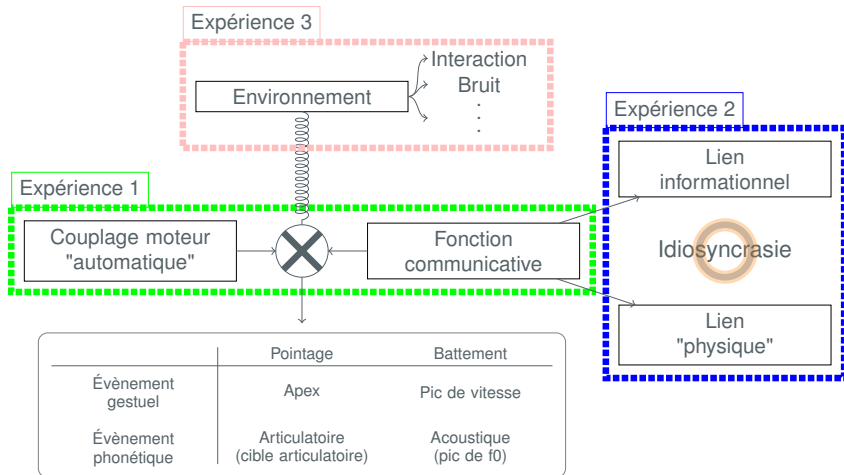 Expérience 3
Interaction
Bruit
Environnement
Expérience 2
Lien
informationnel
Expérience 1
Couplage moteur
"automatique"
Fonction
communicative
Idiosyncrasie
Lien
"physique"
Pointage Battement
Évènement
gestuel
Apex
Pic de vitesse
Évènement
phonétique
Articulatoire
(cible articulatoire)
Acoustique
(pic de f0)